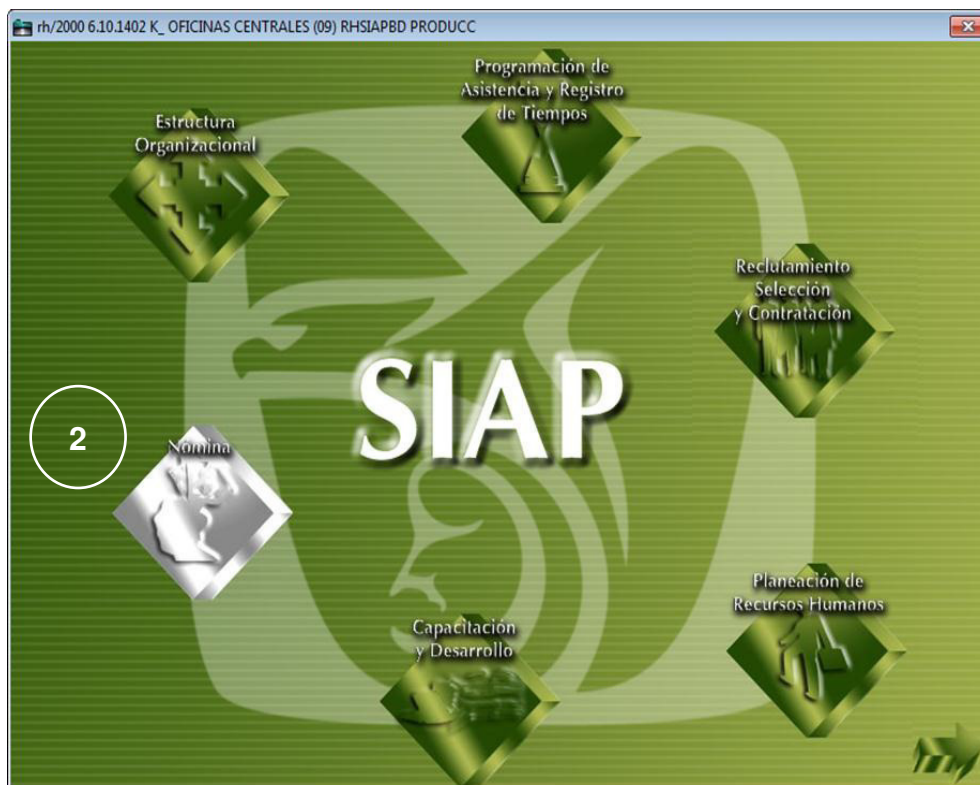 rh/2000 6.10.1402 K_ OFICINAS CENTRALES (09) RHSIAPBD PRODUCC
Programación de
Asistencia y Registro
de Tiempos
Estructura
Organizacional
Reclutamiento
Selección
y Contratación
SIAP
2
Nómina
Planeación de
Recursos Humanos
Capacitación
y Desarrollo